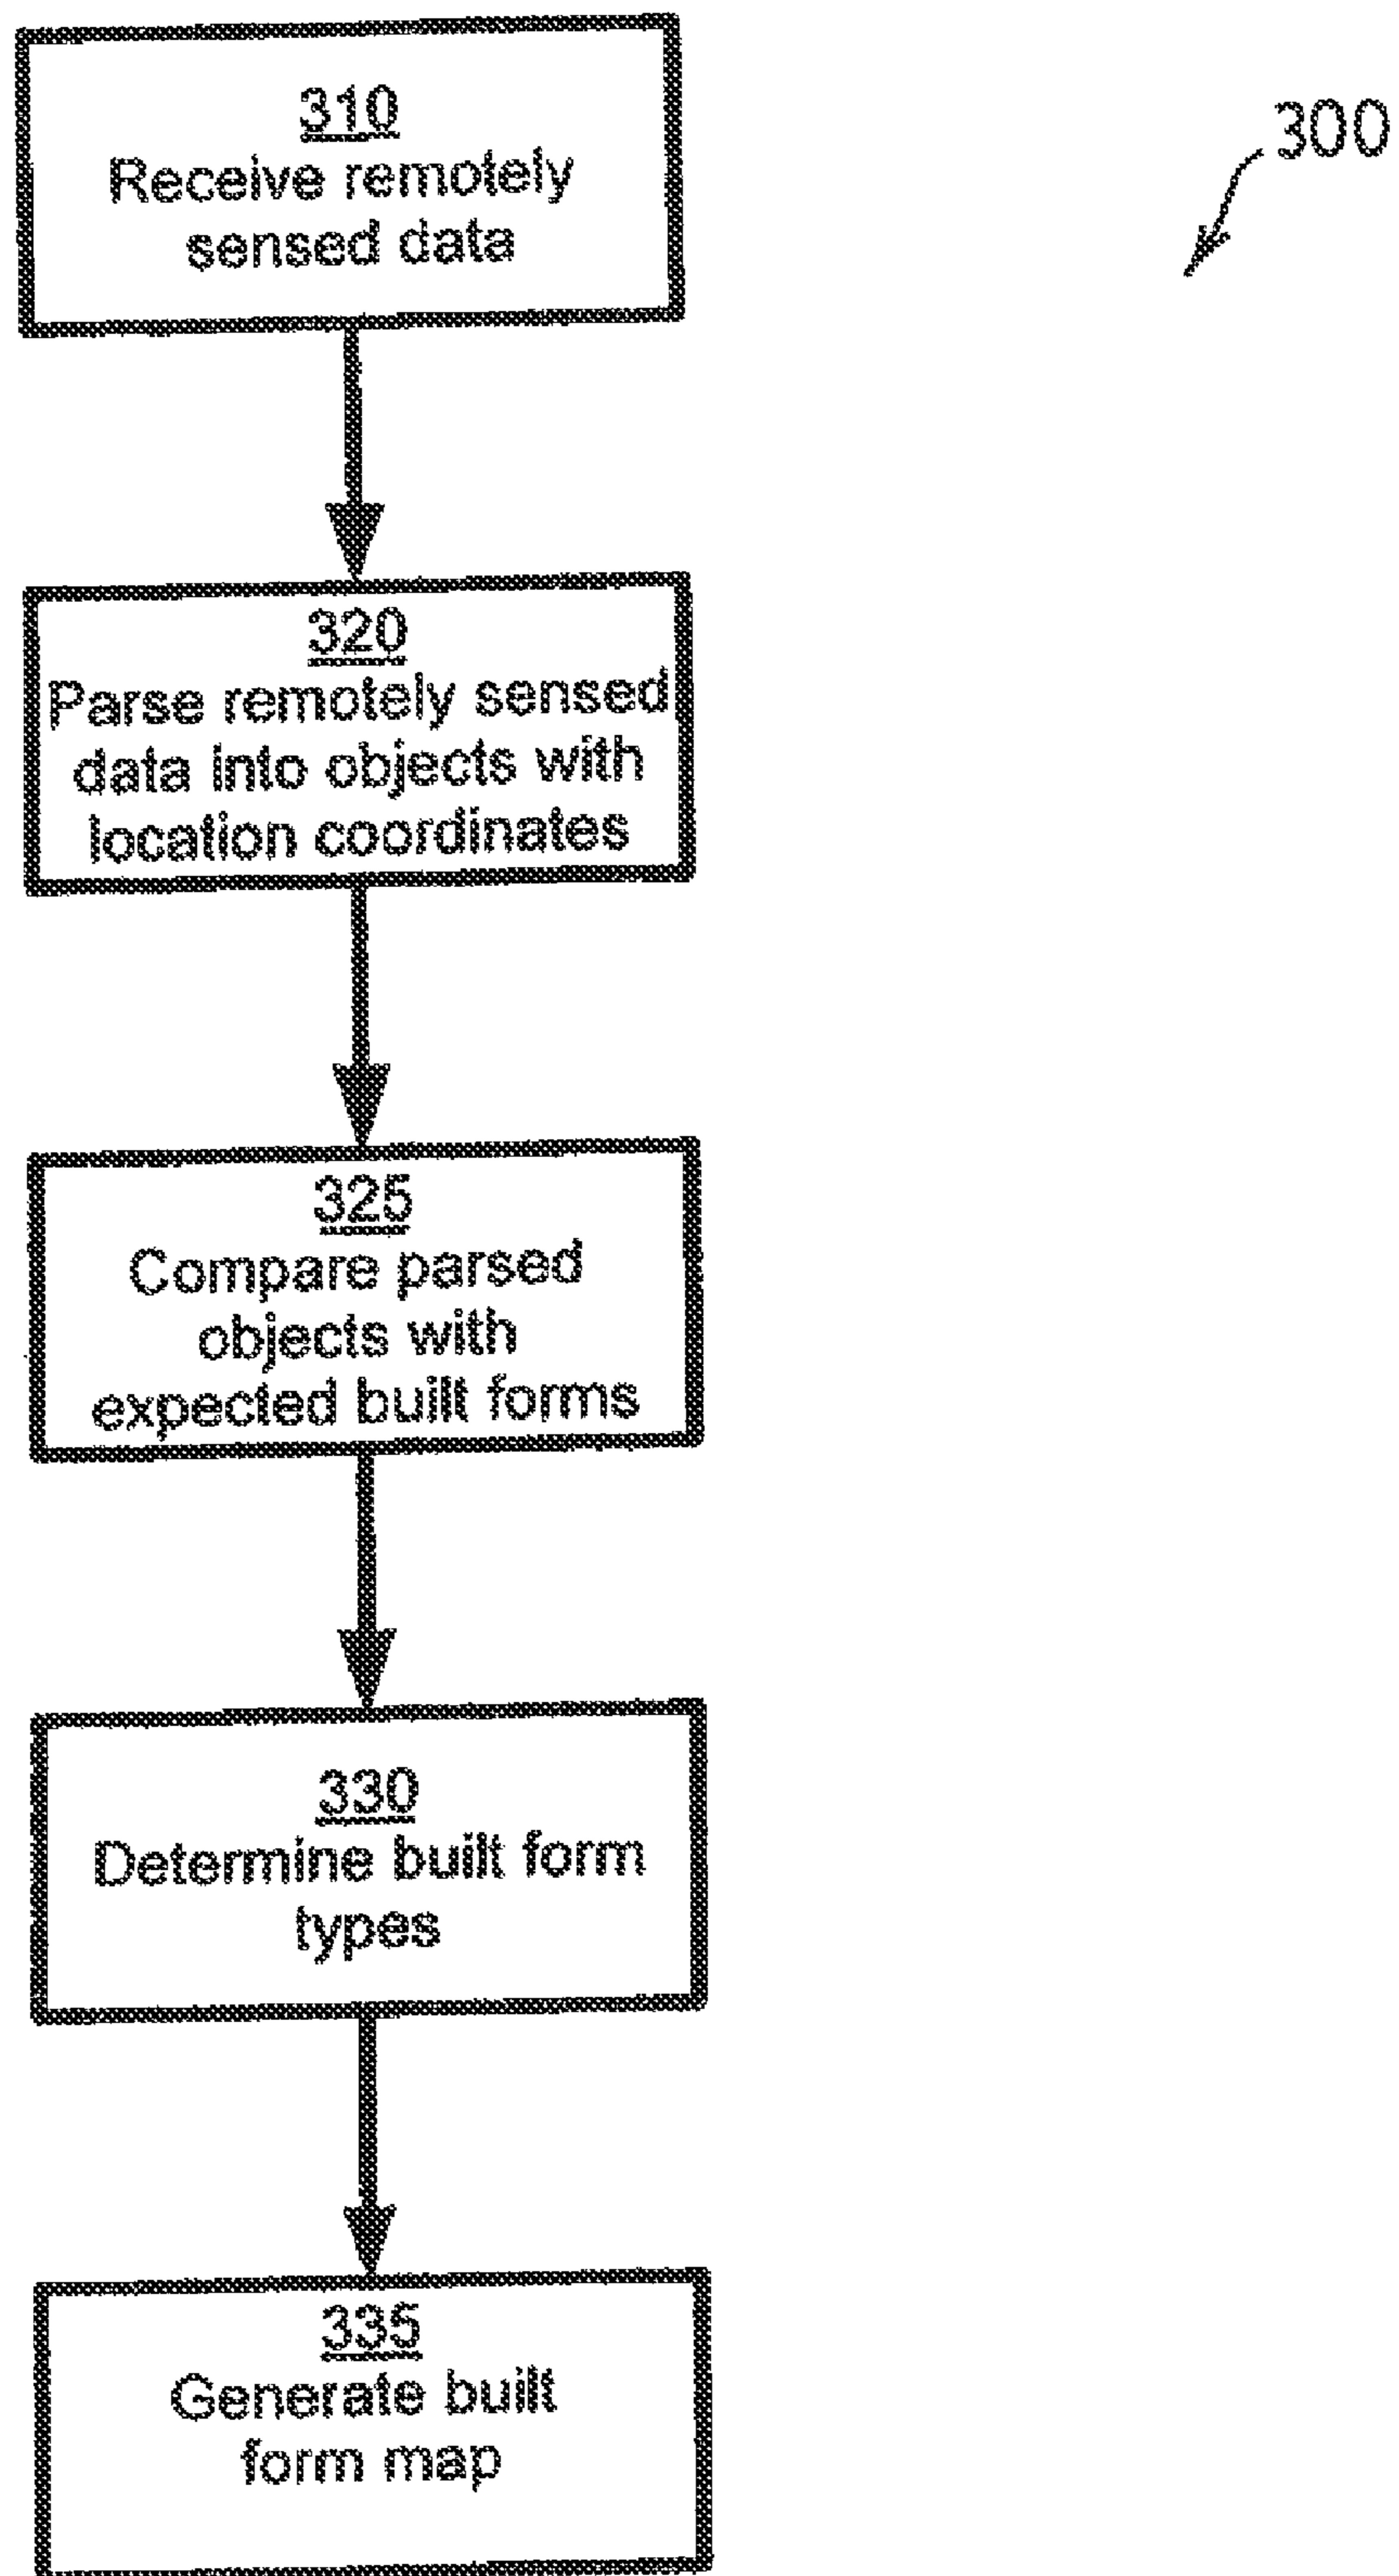 310
Receive remotely
sensed data
300
320
Parse remotely sensed
data into objects with
location coordinates
325
Compare parsed
objects with
expected built forms
330
Determine built form
types
335
Generate built
form map